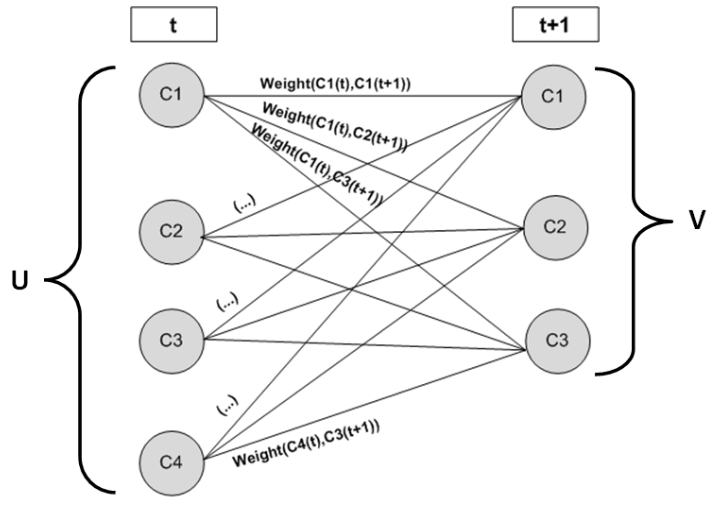 t
t+1
C1
Weight(C1(t),C1(t+1))
C1
Weight(C1(t),C2(t+1))
Weight(C1(t),C3(t+1))
(...)
C2
C2
V
U
(...)
C3
C3
(...)
C4
Weight(C4(t),C3(t+1))